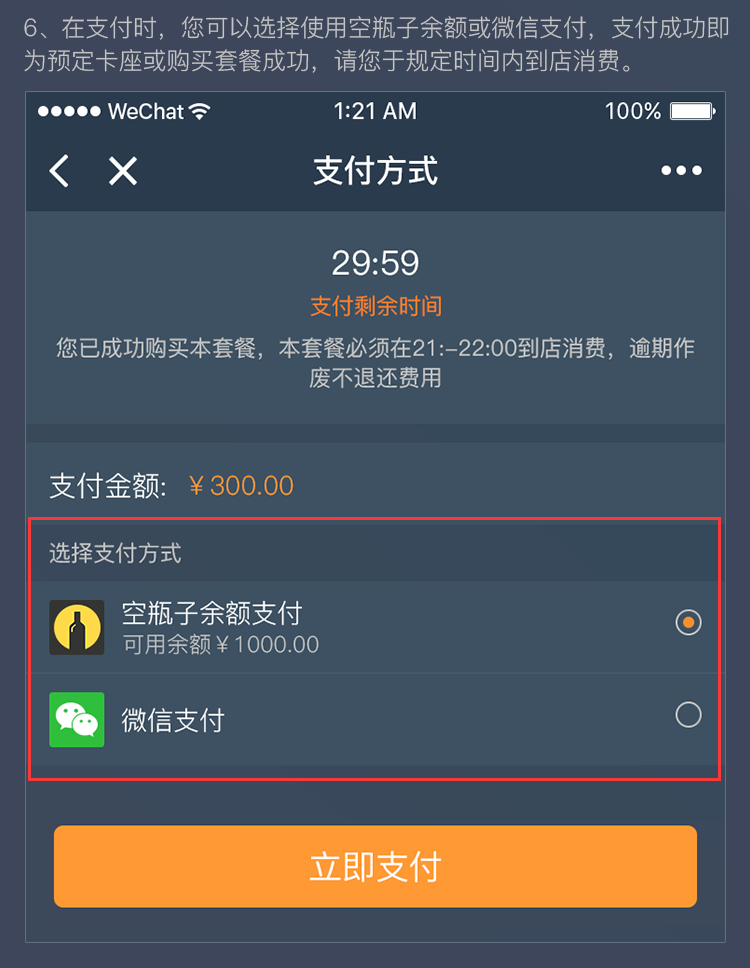 6、在支付时，您可以选择使用空瓶子余额或微信支付，支付成功即
为预定卡座或购买套餐成功，请您于规定时间内到店消费。
WeChat 1:21 AM 100%
支付方式
29:59
支付剩余时间
您已成功购买本套餐，本套餐必须在21:-22:00到店消费，逾期作
废不退还费用
支付金额: ￥300.00
选择支付方式
空瓶子余额支付
可用余额￥1000.00
微信支付
立即支付